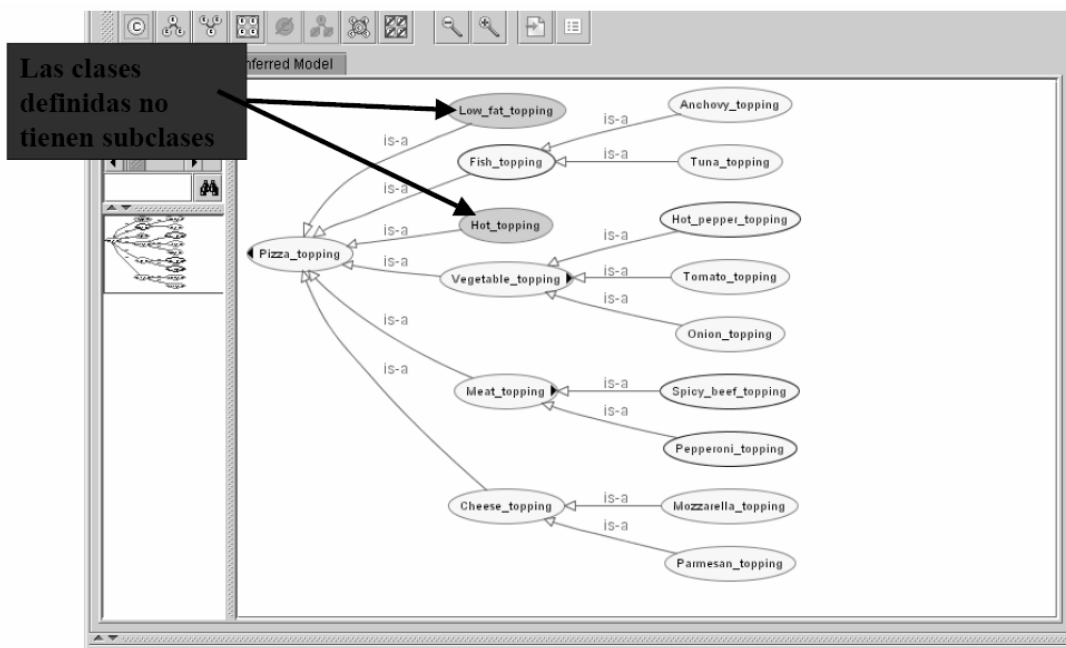 Las clases
definidas no
tienen subclases
nferred Model
Low_fat_topping
Anchovy_topping
is-a
is-a
Fish_topping
is-a
Tuna_topping
is-a
Hot_topping
Hot_pepper_topping
is-a
is-a
Pizza_topping
is-a
Vegetable_topping
is-a
Tomato_topping
is-a
Onion_topping
is-a
Meat_topping
is-a
Spicy_beef_topping
is-a
Pepperoni_topping
Cheese_topping
is-a
Mozzarella_topping
is-a
Parmesan_topping